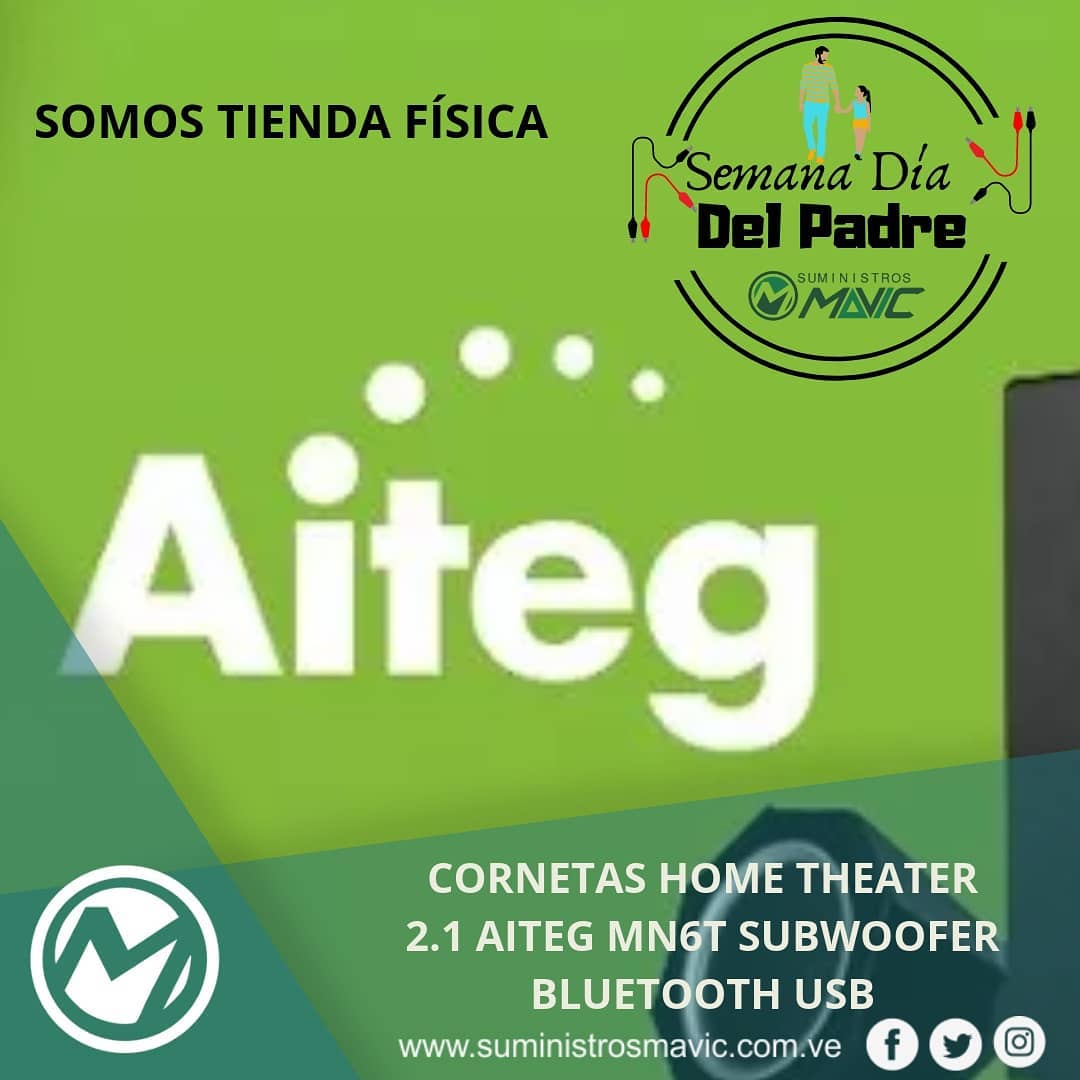 SOMOS TIENDA FÍSICA
Semana Día
Del Padre
SUMINISTROS
MAVIC
Aiteg
CORNETAS HOME THEATER
2.1 AITEG MN6T SUBWOOFER
BLUETOOTH USB
www.suministrosmavic.com.ve